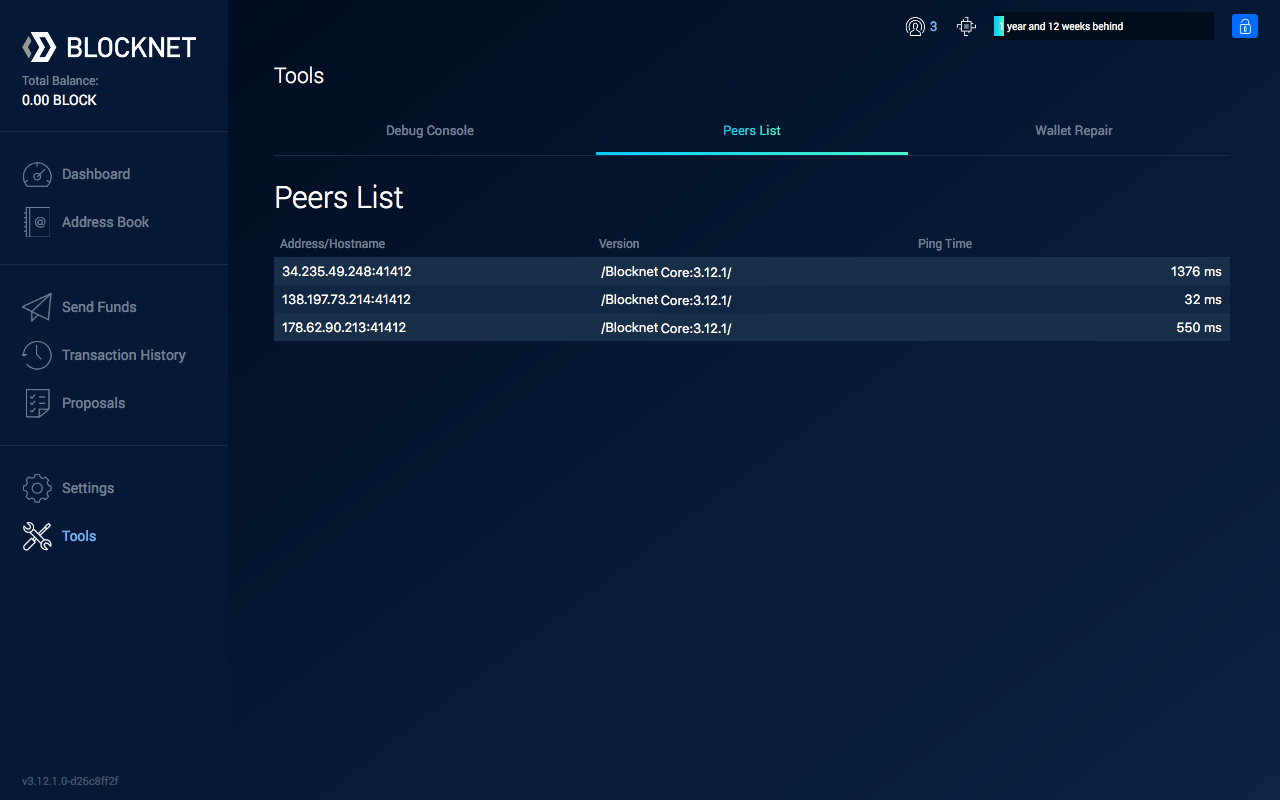 BLOCKNET
Total Balance:
0.00 BLOCK
Dashboard
Address Book
Send Funds
Transaction History
Proposals
Settings
Tools
v3.12.1.0-d26c8ff2f
3
1 year and 12 weeks behind
Tools
Debug Console Peers List Wallet Repair
Peers List
Address/Hostname Version Ping Time
34.235.49.248:41412 /Blocknet Core:3.12.1/ 1376 ms
138.197.73.214:41412 /Blocknet Core:3.12.1/ 32 ms
178.62.90.213:41412 /Blocknet Core:3.12.1/ 550 ms